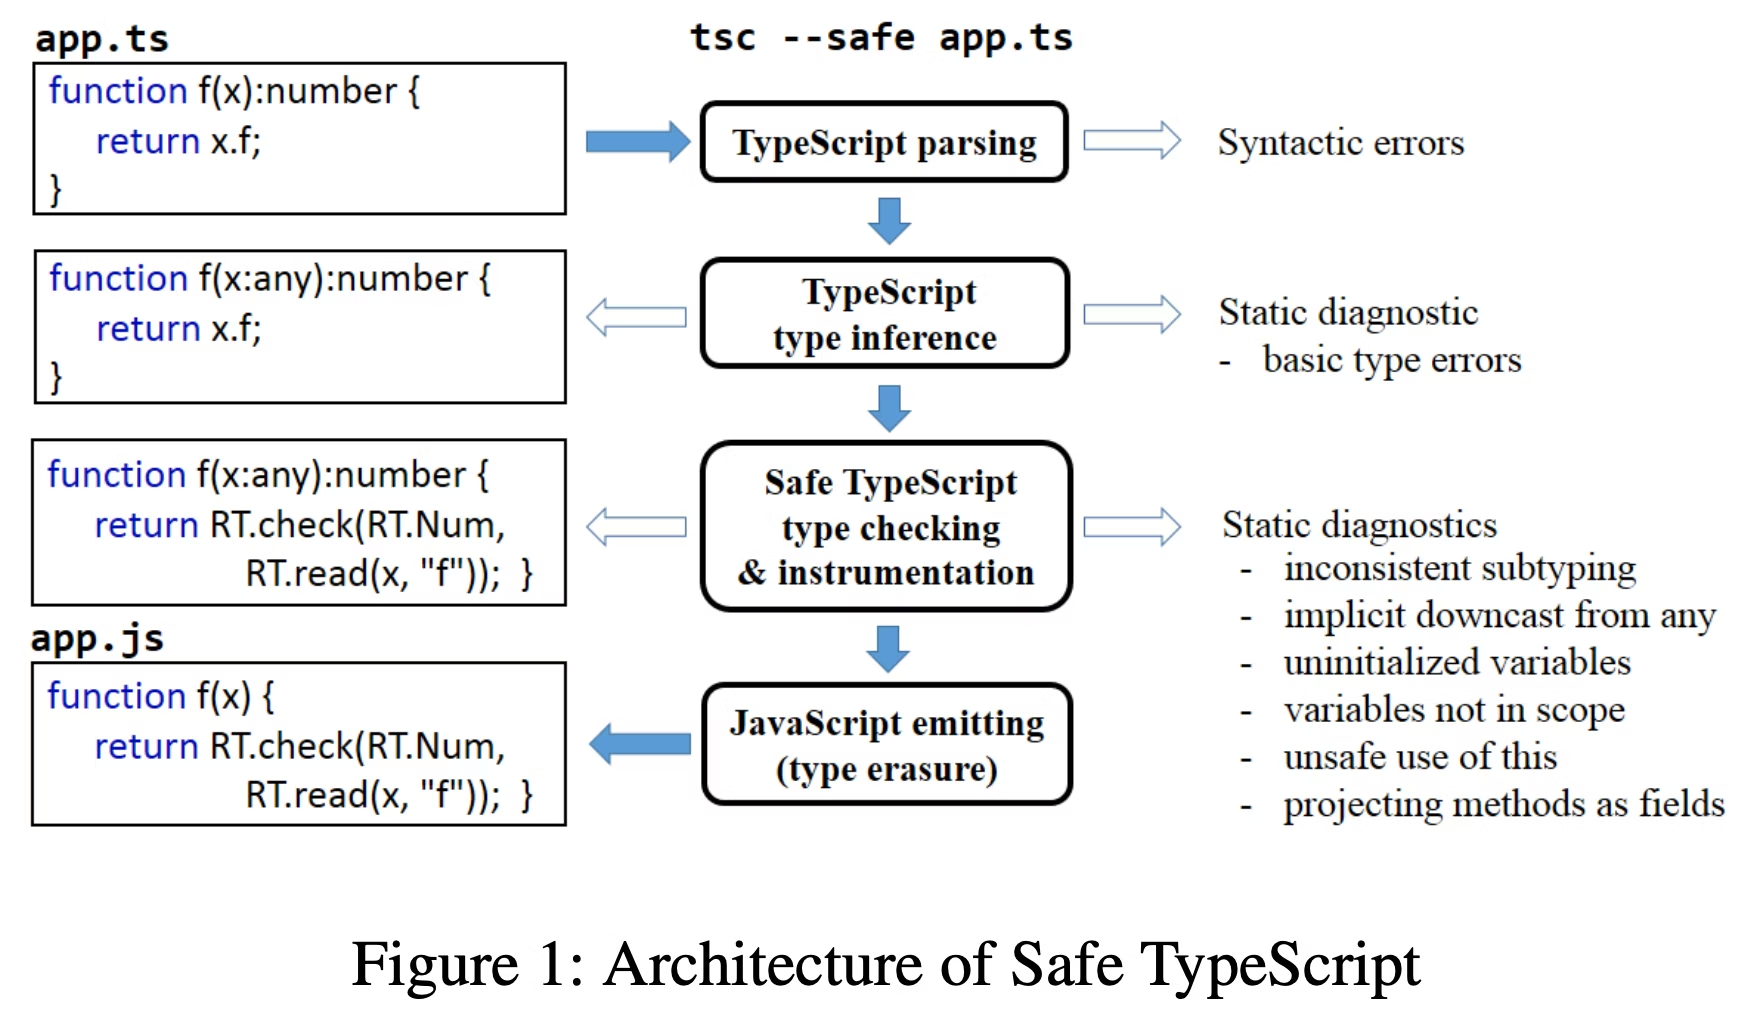 app.ts
function f(x):number {
return x.f;
}
tsc --safe app.ts
TypeScript parsing
Syntactic errors
function f(x:any):number {
return x.f;
}
TypeScript
type inference
Static diagnostic
- basic type errors
function f(x:any):number {
return RT.check(RT.Num,
RT.read(x, "f")); }
Safe TypeScript
type checking
& instrumentation
Static diagnostics
- inconsistent subtyping
- implicit downcast from any
- uninitialized variables
- variables not in scope
- unsafe use of this
- projecting methods as fields
app.js
function f(x) {
return RT.check(RT.Num,
RT.read(x, "f")); }
JavaScript emitting
(type erasure)
Figure 1: Architecture of Safe TypeScript